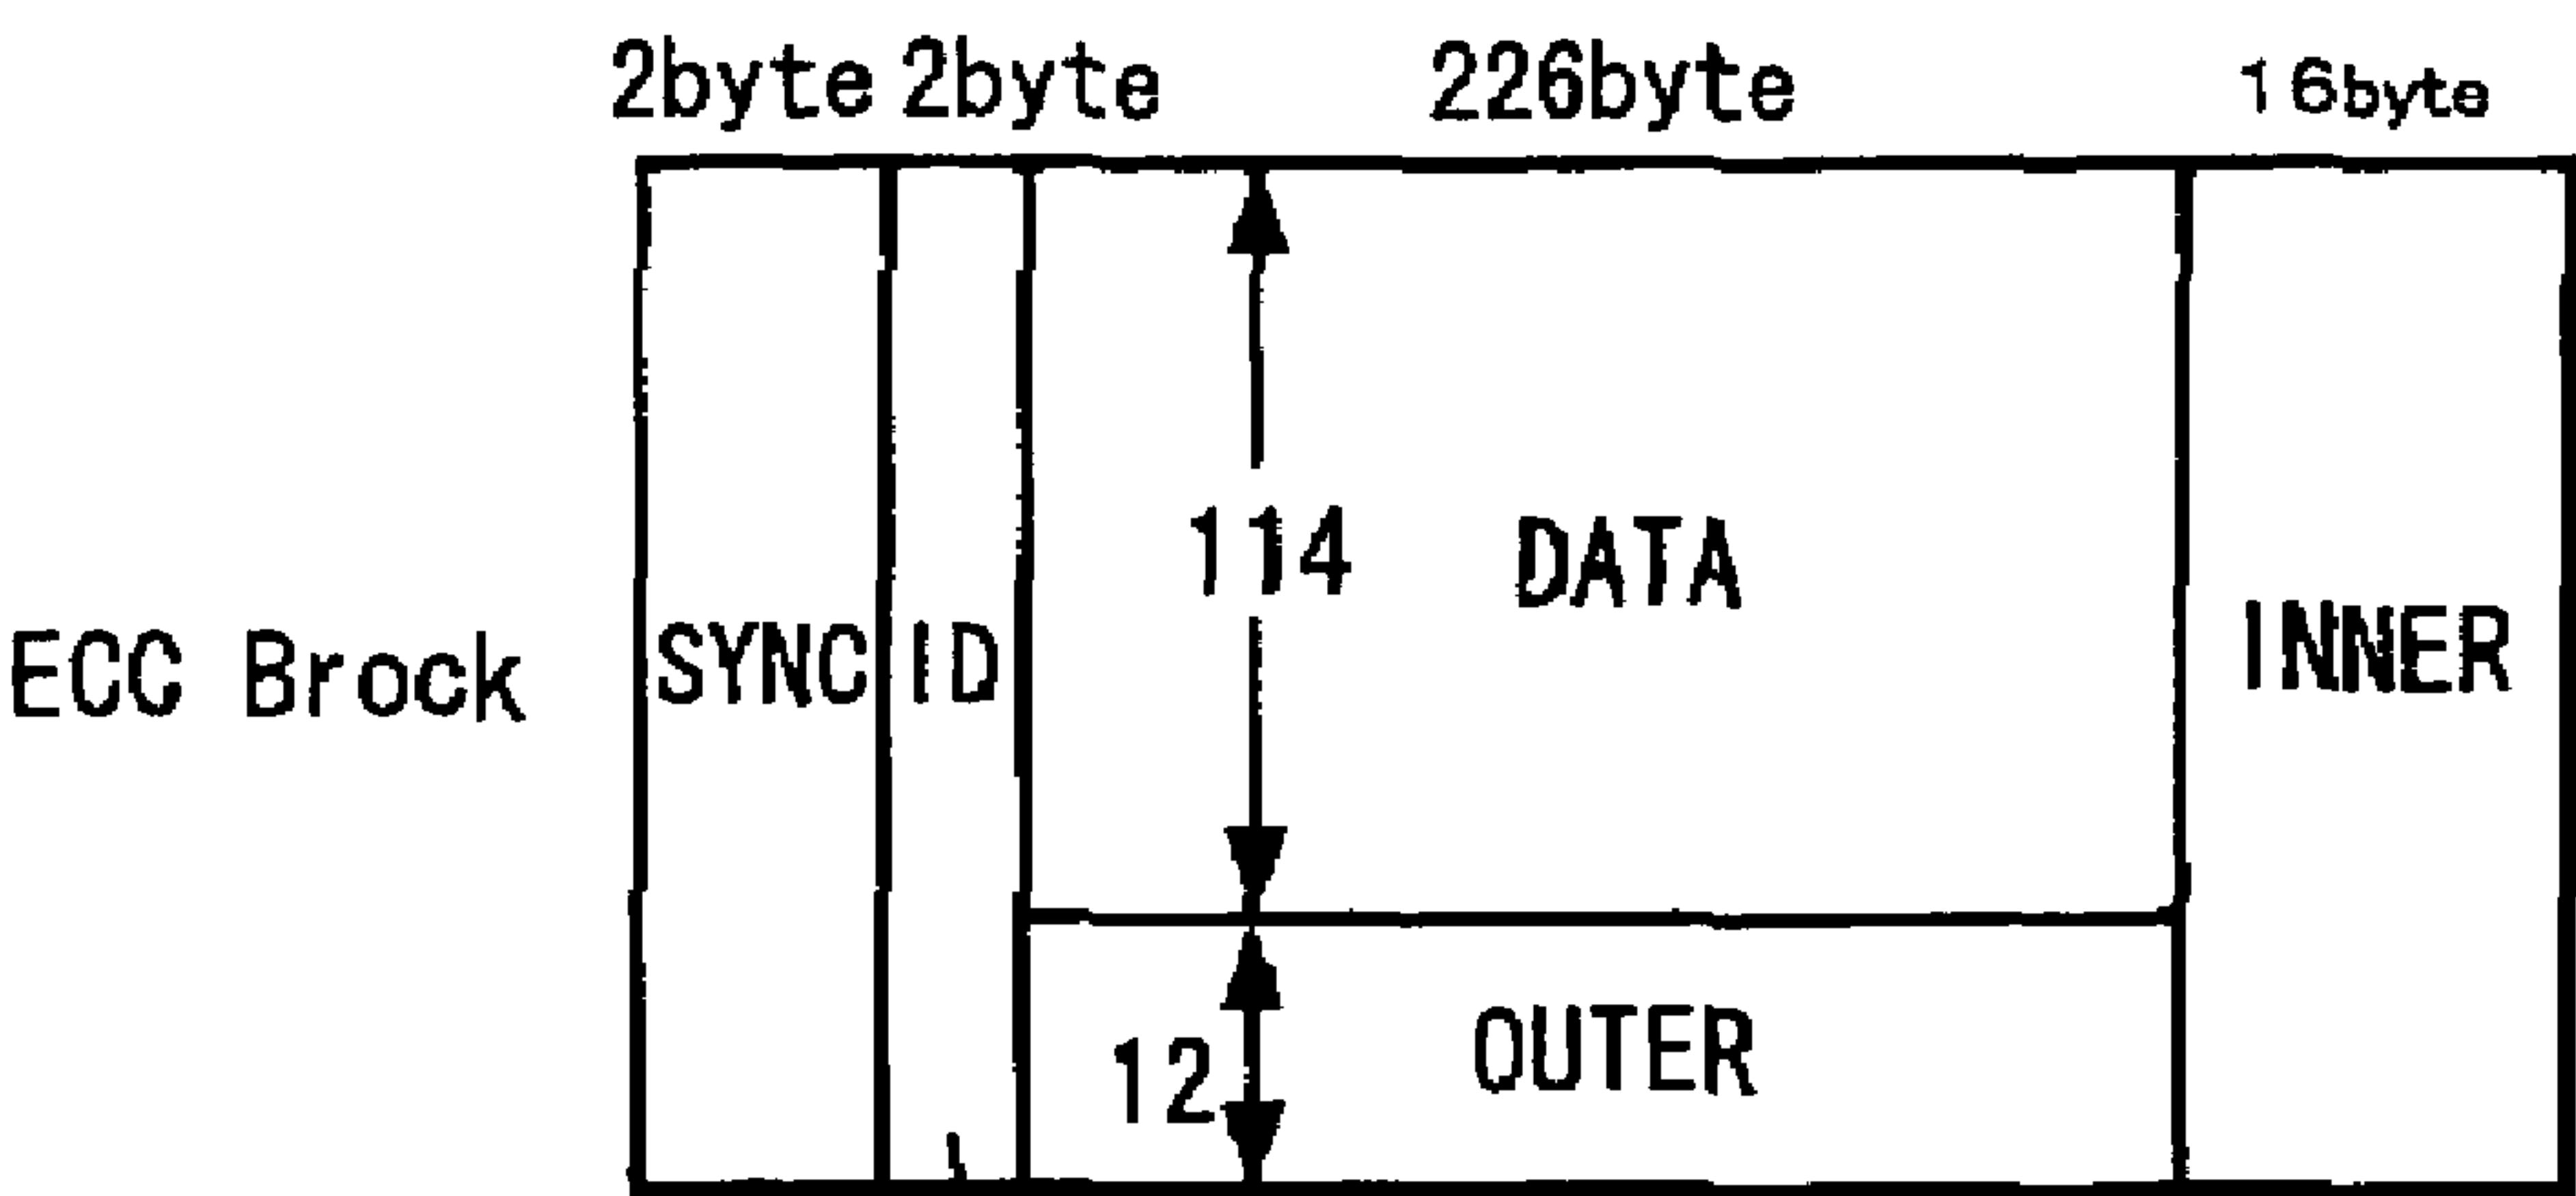 2byte 2byte 226byte 16byte
114 DATA
ECC Brock SYNC ID INNER
12 OUTER